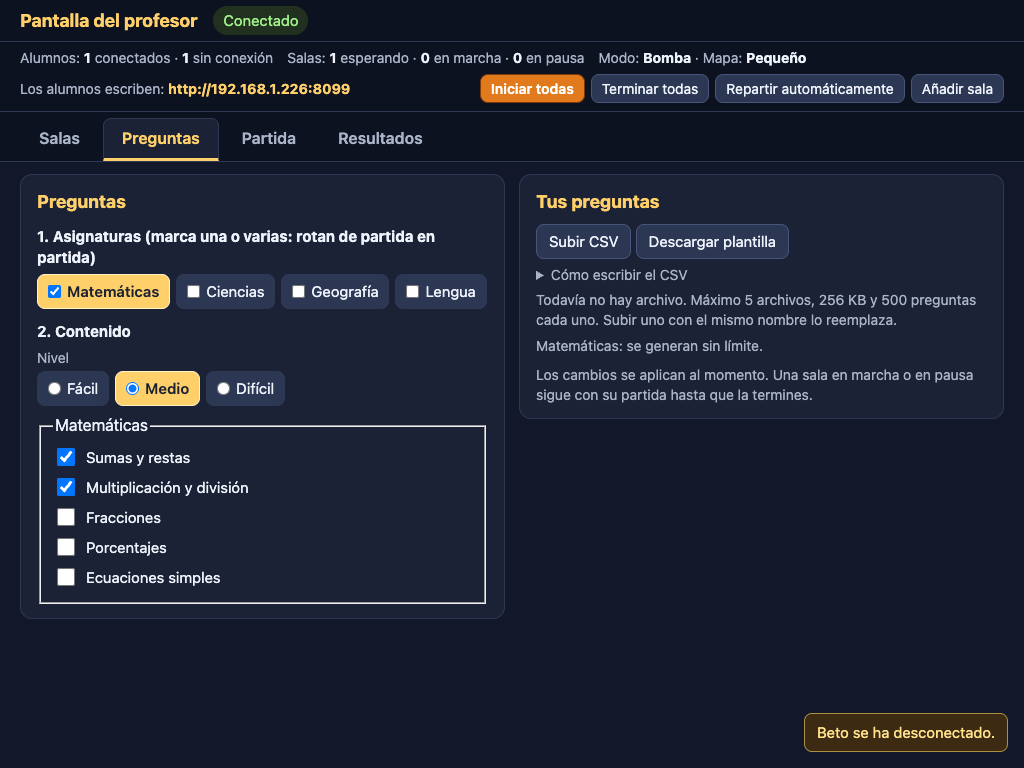 Pantalla del profesor Conectado
Alumnos: 1 conectados · 1 sin conexión Salas: 1 esperando · 0 en marcha · 0 en pausa Modo: Bomba · Mapa: Pequeño
Los alumnos escriben: http://192.168.1.226:8099 Iniciar todas Terminar todas Repartir automáticamente Añadir sala
Salas Preguntas Partida Resultados
Preguntas
1. Asignaturas (marca una o varias: rotan de partida en
partida)
Matemáticas Ciencias Geografía Lengua
2. Contenido
Nivel
Fácil Medio Difícil
Matemáticas
Sumas y restas
Multiplicación y división
Fracciones
Porcentajes
Ecuaciones simples
Tus preguntas
Subir CSV Descargar plantilla
Cómo escribir el CSV
Todavía no hay archivo. Máximo 5 archivos, 256 KB y 500 preguntas
cada uno. Subir uno con el mismo nombre lo reemplaza.
Matemáticas: se generan sin límite.
Los cambios se aplican al momento. Una sala en marcha o en pausa
sigue con su partida hasta que la termines.
Beto se ha desconectado.